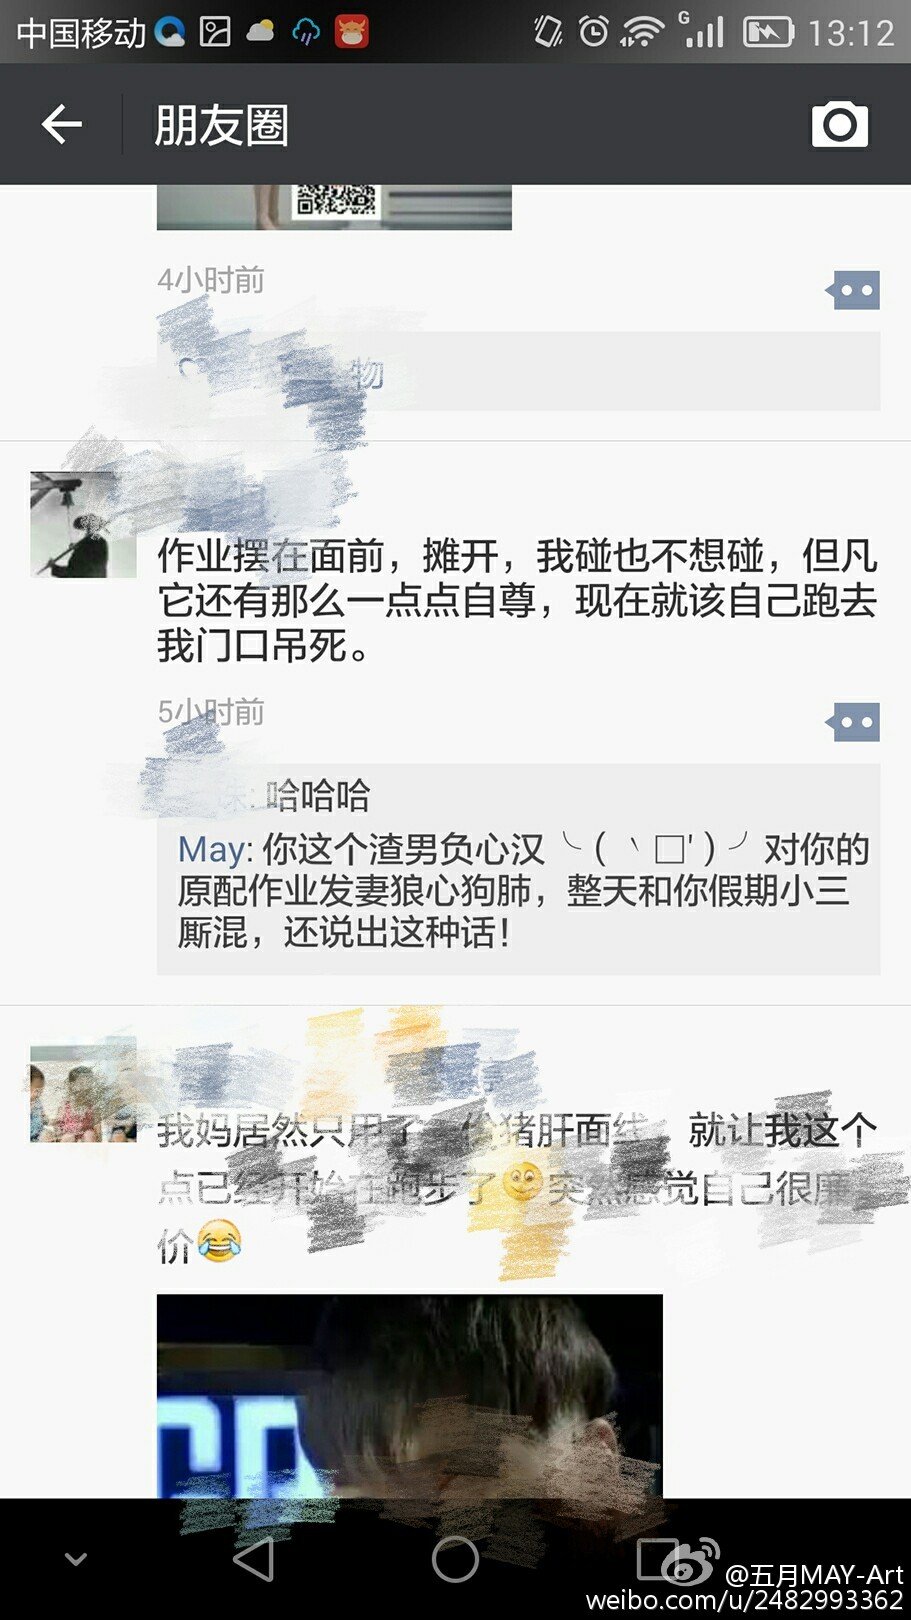 中国移动
G
13:12
朋友圈
4小时前
物
作业摆在面前，摊开，我碰也不想碰，但凡
它还有那么一点点自尊，现在就该自己跑去
我门口吊死。
5小时前
妹: 哈哈哈
May: 你这个渣男负心汉╰(｀□′)╯对你的
原配作业发妻狼心狗肺，整天和你假期小三
厮混，还说出这种话！
我妈居然只用了 猪肝面线 就让我这个
点已经开始在跑步了 突然感觉自己很廉
价
@五月MAY-Art
weibo.com/u/2482993362